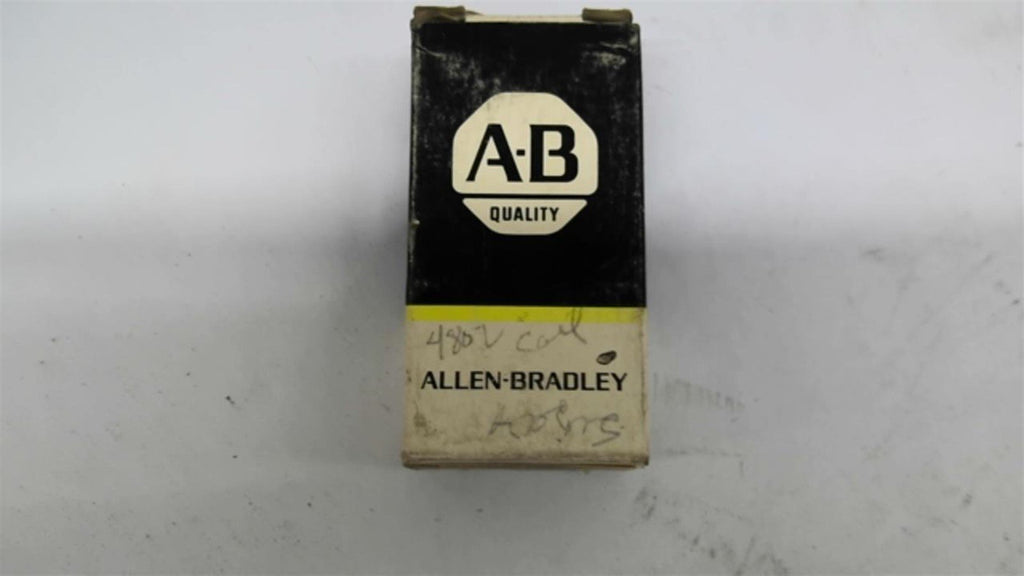 A-B
QUALITY
480V Coil
ALLEN-BRADLEY